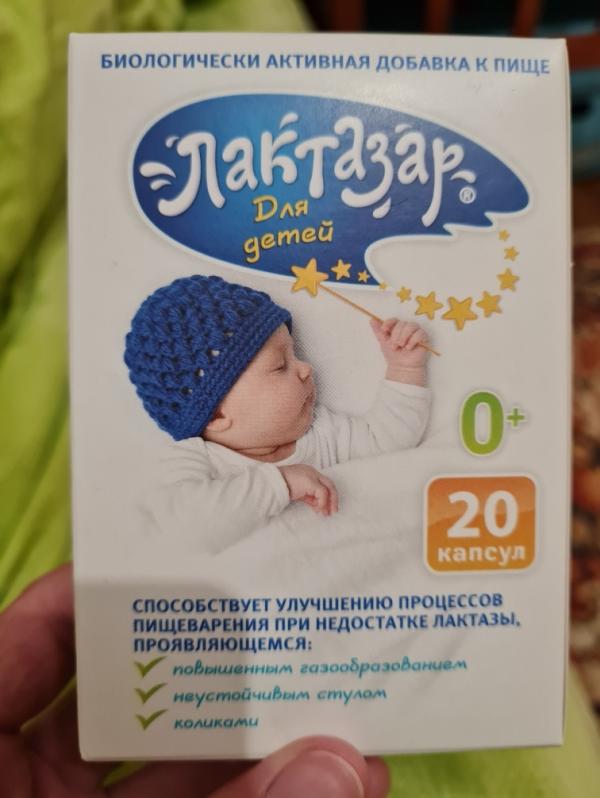 БИОЛОГИЧЕСКИ АКТИВНАЯ ДОБАВКА К ПИЩЕ
Лактазар®
Для
детей
0+
20
капсул
СПОСОБСТВУЕТ УЛУЧШЕНИЮ ПРОЦЕССОВ
ПИЩЕВАРЕНИЯ ПРИ НЕДОСТАТКЕ ЛАКТАЗЫ,
ПРОЯВЛЯЮЩЕМСЯ:
повышенным газообразованием
неустойчивым стулом
коликами